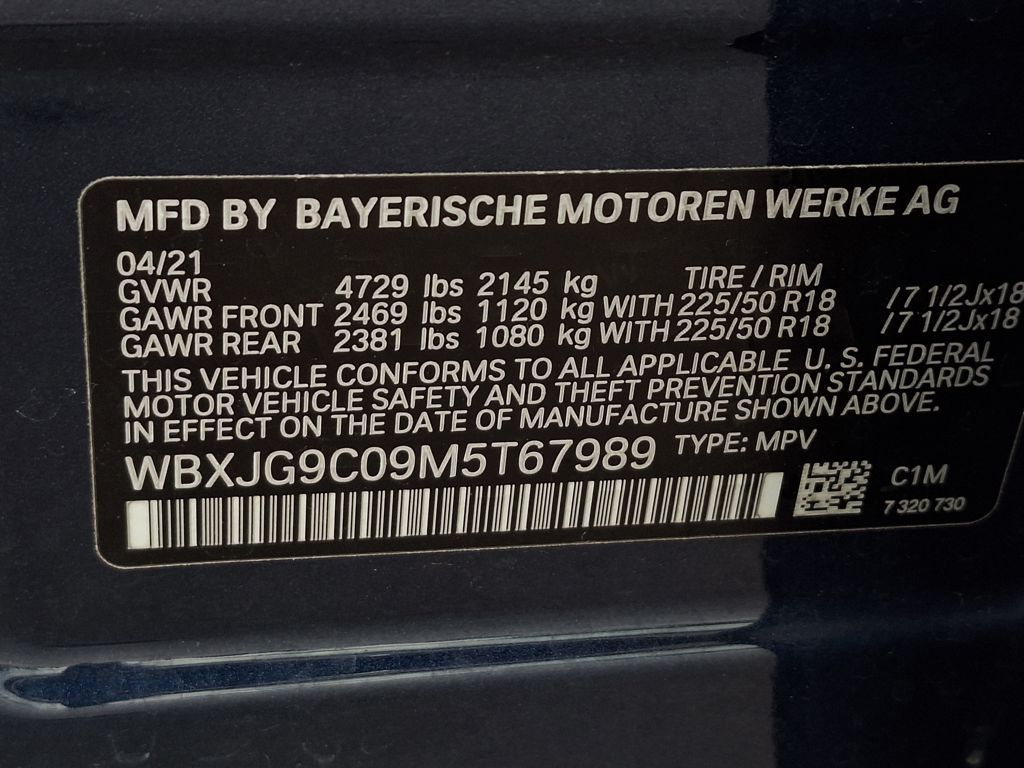 MFD BY BAYERISCHE MOTOREN WERKE AG
04/21
TIRE / RIM
GVWR 4729 lbs 2145 kg
GAWR FRONT 2469 lbs 1120 kg WITH 225/50 R18 / 7 1/2Jx18
GAWR REAR 2381 lbs 1080 kg WITH 225/50 R18 / 7 1/2Jx18
THIS VEHICLE CONFORMS TO ALL APPLICABLE U. S. FEDERAL
MOTOR VEHICLE SAFETY AND THEFT PREVENTION STANDARDS
IN EFFECT ON THE DATE OF MANUFACTURE SHOWN ABOVE.
WBXJG9C09M5T67989 TYPE: MPV
C1M
7 320 730